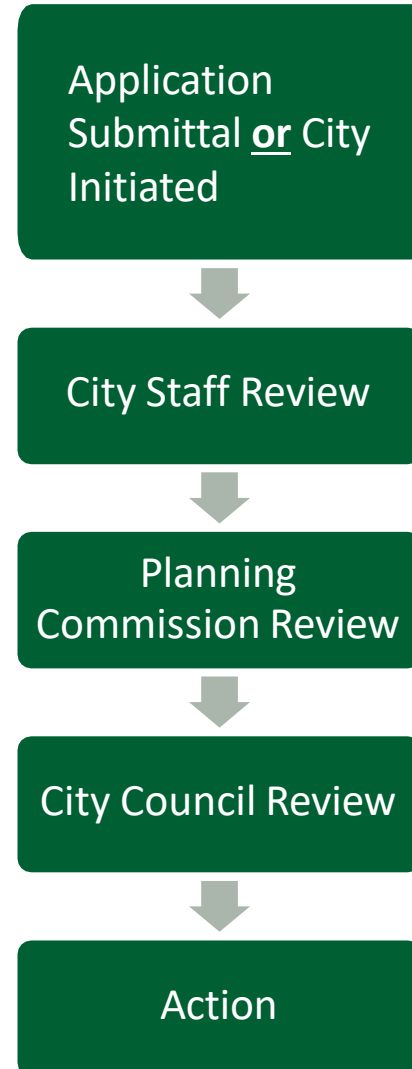 Application
Submittal or City
Initiated
City Staff Review
Planning
Commission Review
City Council Review
Action